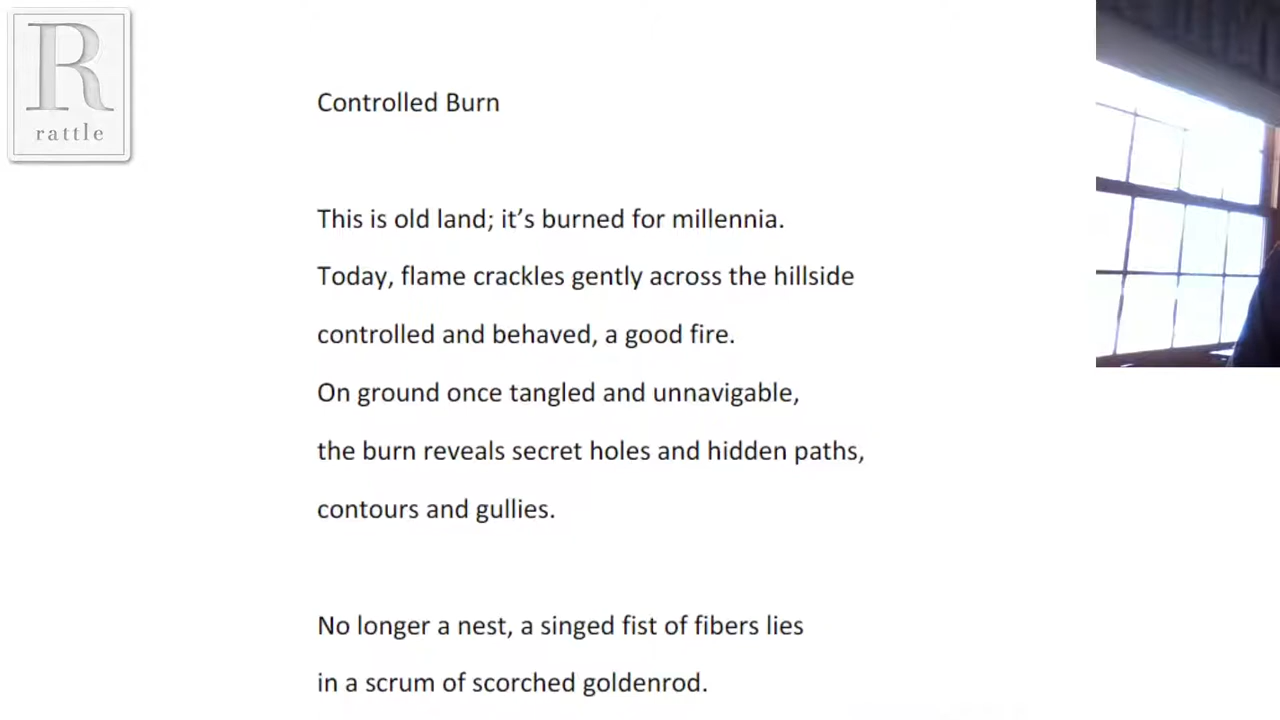 R
rattle
Controlled Burn
This is old land; it’s burned for millennia.
Today, flame crackles gently across the hillside
controlled and behaved, a good fire.
On ground once tangled and unnavigable,
the burn reveals secret holes and hidden paths,
contours and gullies.
No longer a nest, a singed fist of fibers lies
in a scrum of scorched goldenrod.